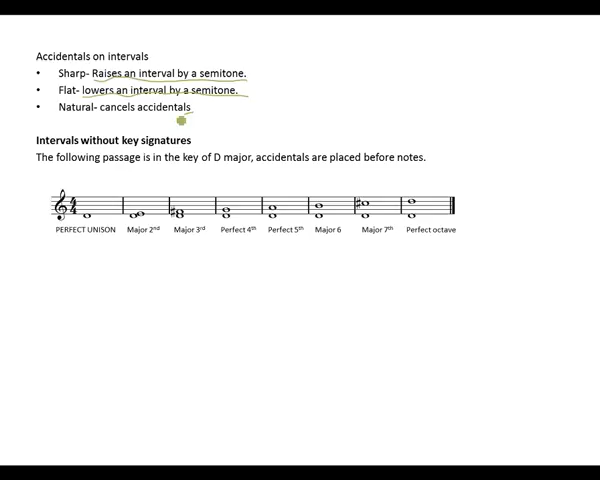 Accidentals on intervals
• Sharp- Raises an interval by a semitone.
• Flat- lowers an interval by a semitone.
• Natural- cancels accidentals
Intervals without key signatures
The following passage is in the key of D major, accidentals are placed before notes.
4
4
PERFECT UNISON Major 2nd Major 3rd Perfect 4th Perfect 5th Major 6 Major 7th Perfect octave